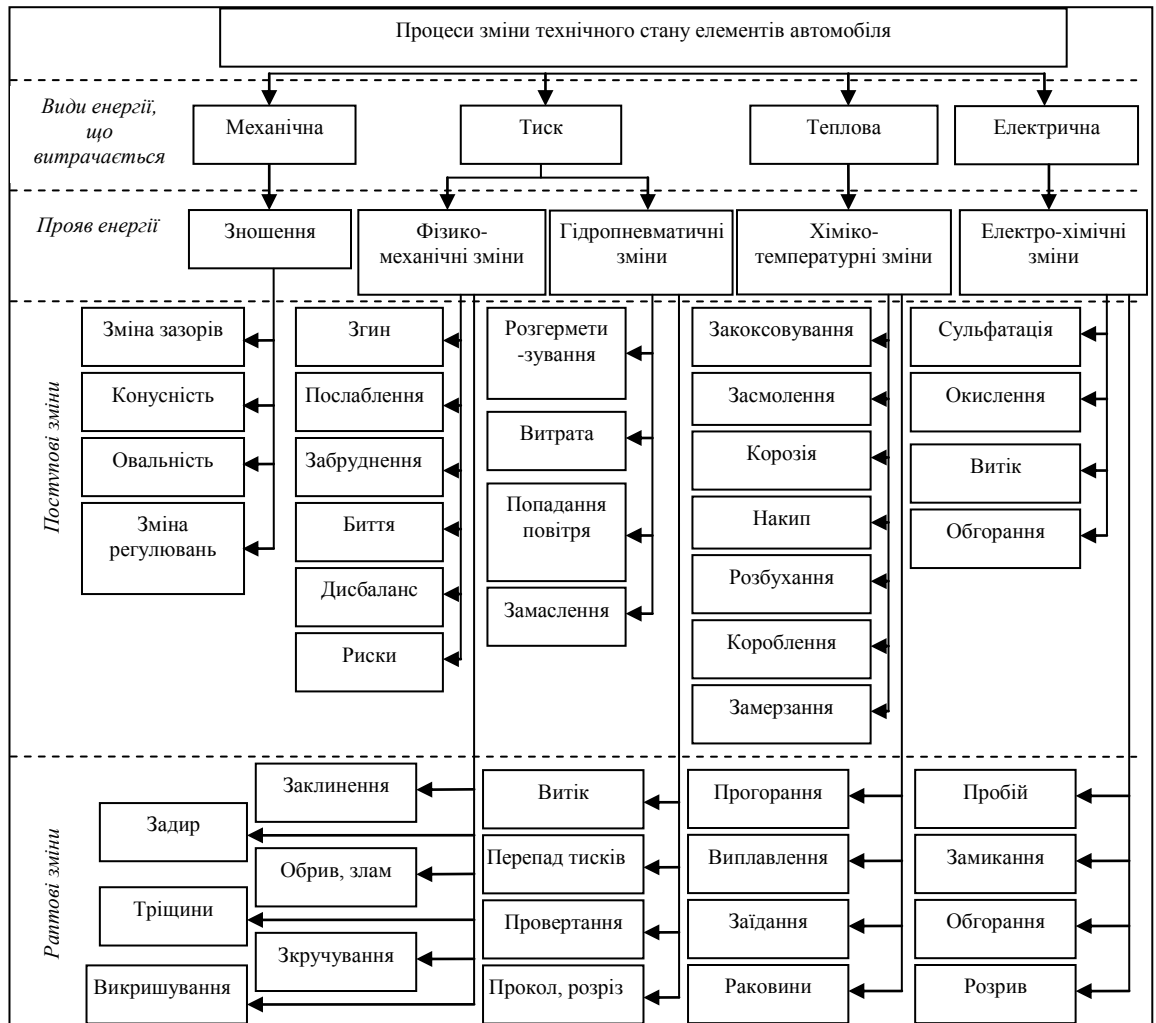 Процеси зміни технічного стану елементів автомобіля
Види енергії,
що
витрачається
Механічна
Тиск
Теплова
Електрична
Прояв енергії
Зношення
Фізико-
механічні зміни
Гідропневматичні
зміни
Хіміко-
температурні зміни
Електро-хімічні
зміни
Поступові зміни
Зміна зазорів
Конусність
Овальність
Зміна
регулювань
Згин
Послаблення
Забруднення
Биття
Дисбаланс
Риски
Розгермети
-зування
Витрата
Попадання
повітря
Замаслення
Закоксовування
Засмолення
Корозія
Накип
Розбухання
Короблення
Замерзання
Сульфатація
Окислення
Витік
Обгорання
Раптові зміни
Заклинення
Задир
Обрив, злам
Тріщини
Зкручування
Викришування
Витік
Перепад тисків
Провертання
Прокол, розріз
Прогорання
Виплавлення
Заїдання
Раковини
Пробій
Замикання
Обгорання
Розрив